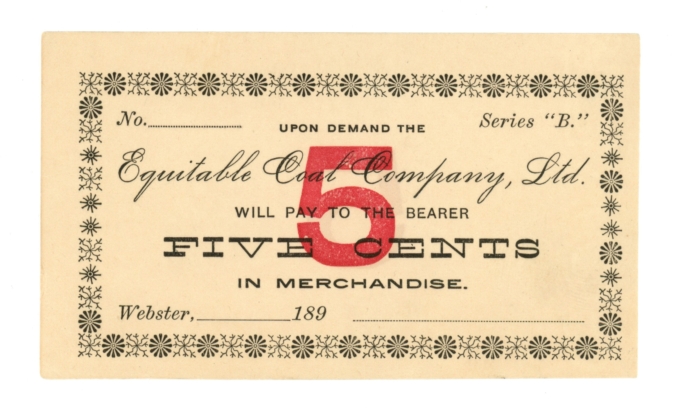 No. Series "B."
UPON DEMAND THE
Equitable Coal Company, Ltd.
5
WILL PAY TO THE BEARER
FIVE CENTS
IN MERCHANDISE.
Webster, 189